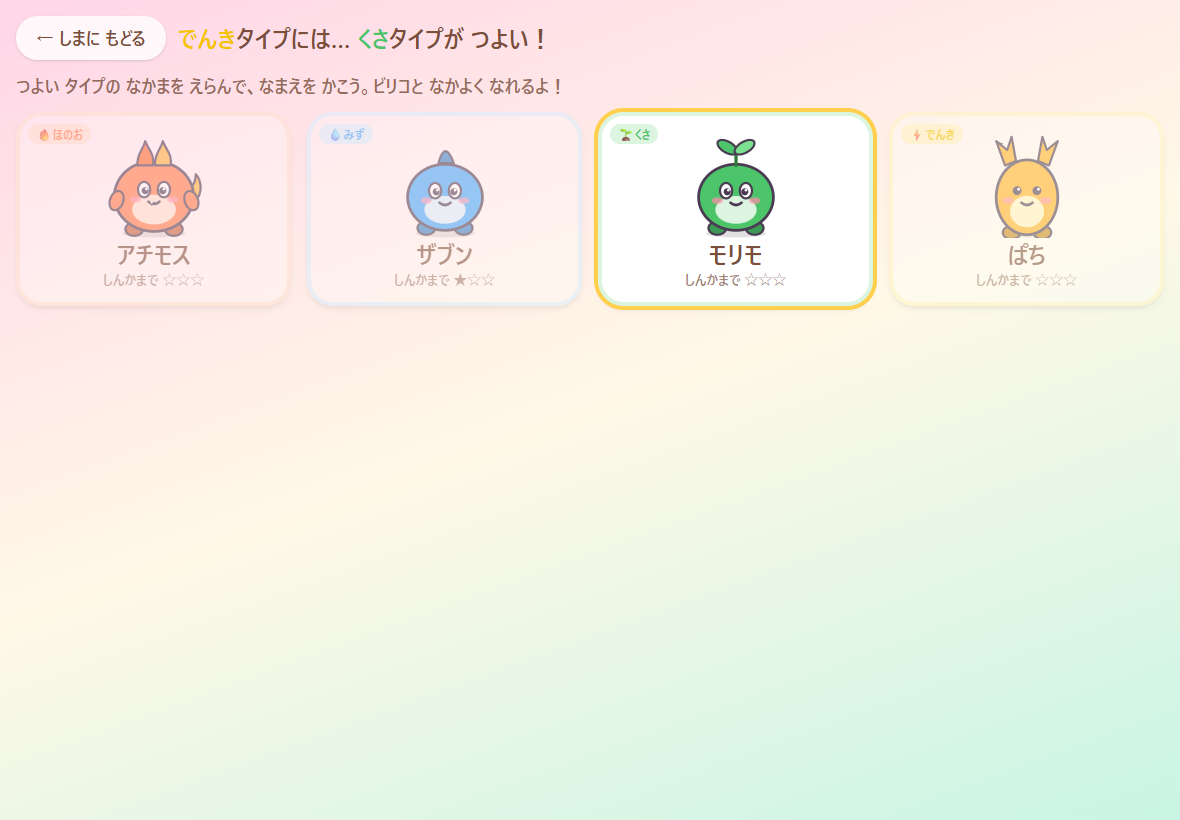 ← しまに もどる
でんきタイプには... くさタイプが つよい！
つよい タイプの なかまを えらんで、なまえを かこう。ビリコと なかよく なれるよ！
ほのお
アチモス
しんかまで ☆☆☆
みず
ザブン
しんかまで ★☆☆
くさ
モリモ
しんかまで ☆☆☆
でんき
ぱち
しんかまで ☆☆☆